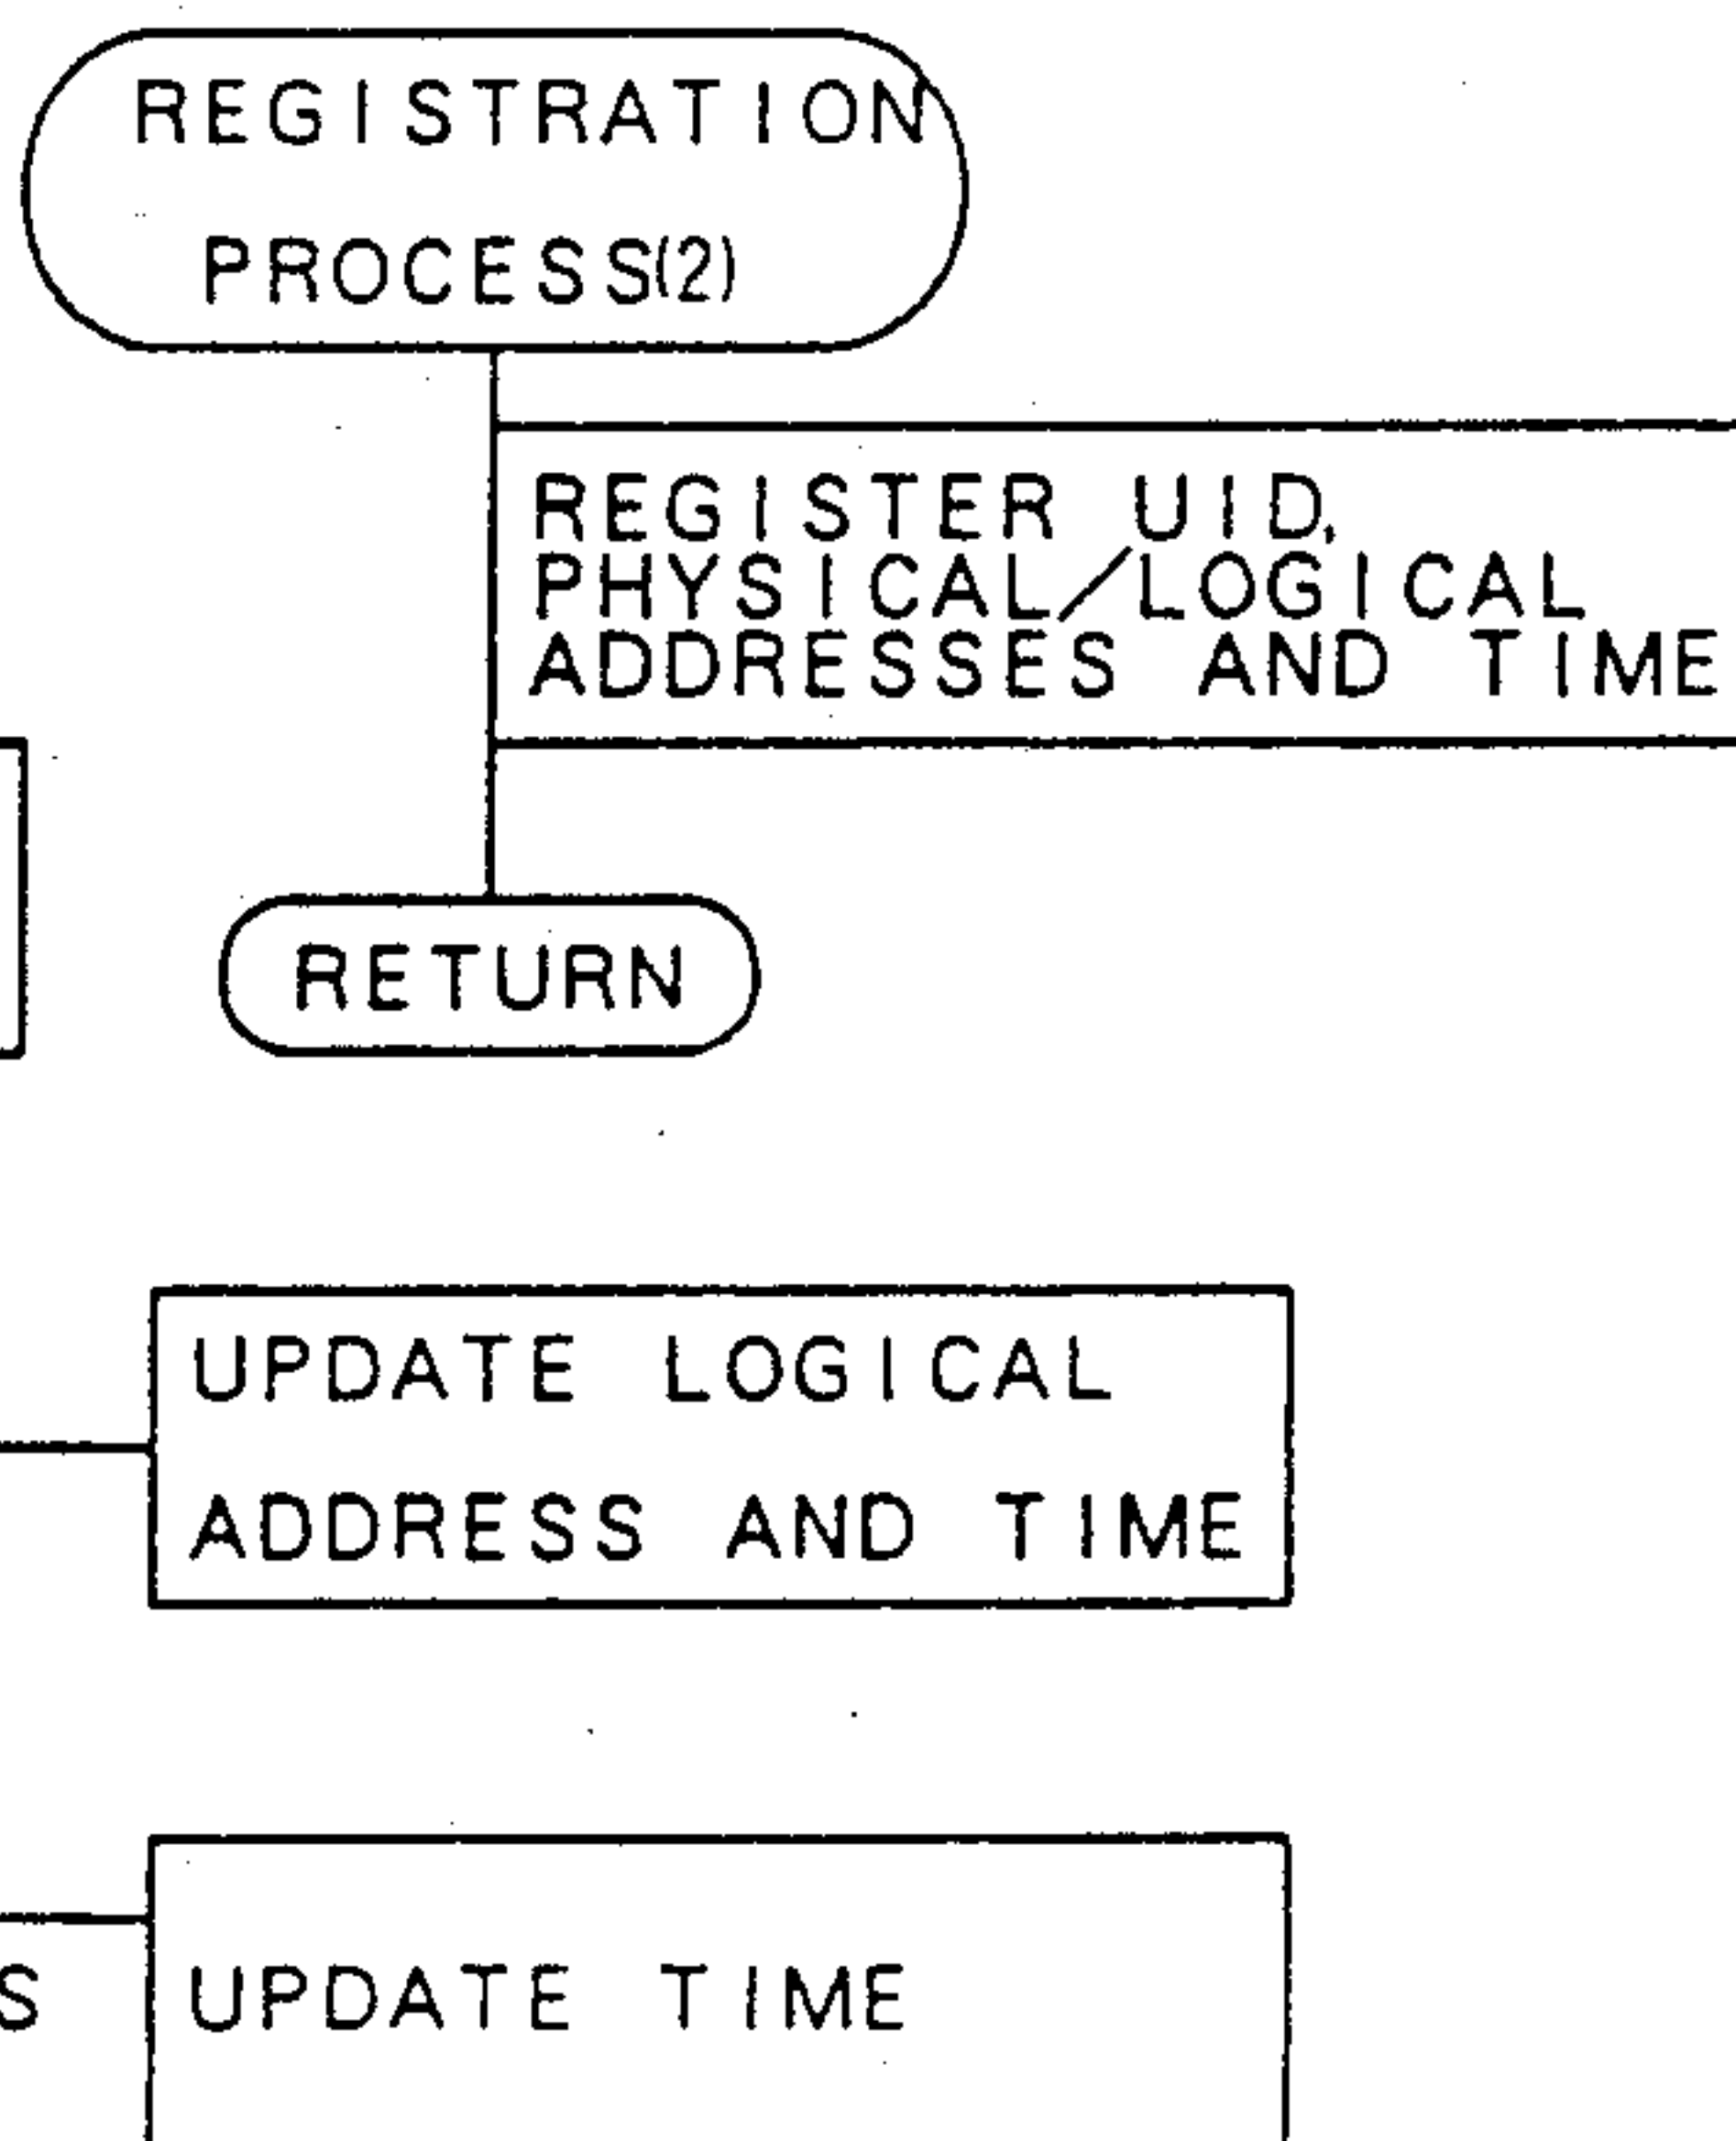 REGISTRATION
PROCESS(2)
REGISTER UID,
PHYSICAL/LOGICAL
ADDRESSES AND TIME
RETURN
UPDATE LOGICAL
ADDRESS AND TIME
S
UPDATE TIME